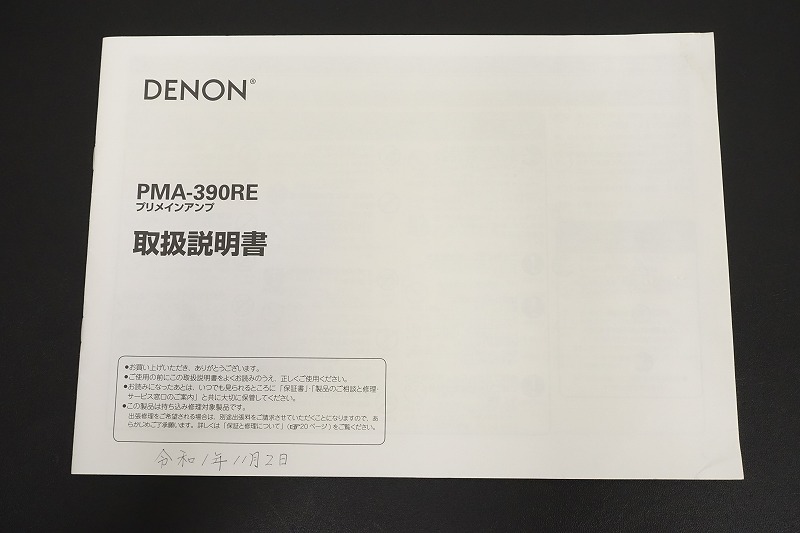 DENON®
PMA-390RE
プリメインアンプ
取扱説明書
●お買い上げいただき、ありがとうございます。
●ご使用の前にこの取扱説明書をよくお読みのうえ、正しくご使用ください。
●お読みになったあとは、いつでも見られるところに「保証書」・「製品のご相談と修理・
サービス窓口のご案内」と共に大切に保管してください。
●この製品は持ち込み修理対象製品です。
出張修理をご希望される場合は、別途出張料をご請求させていただくことになりますので、あ
らかじめご了承願います。詳しくは「保証と修理について」(☞20ページ)をご覧ください。
令和1年11月2日